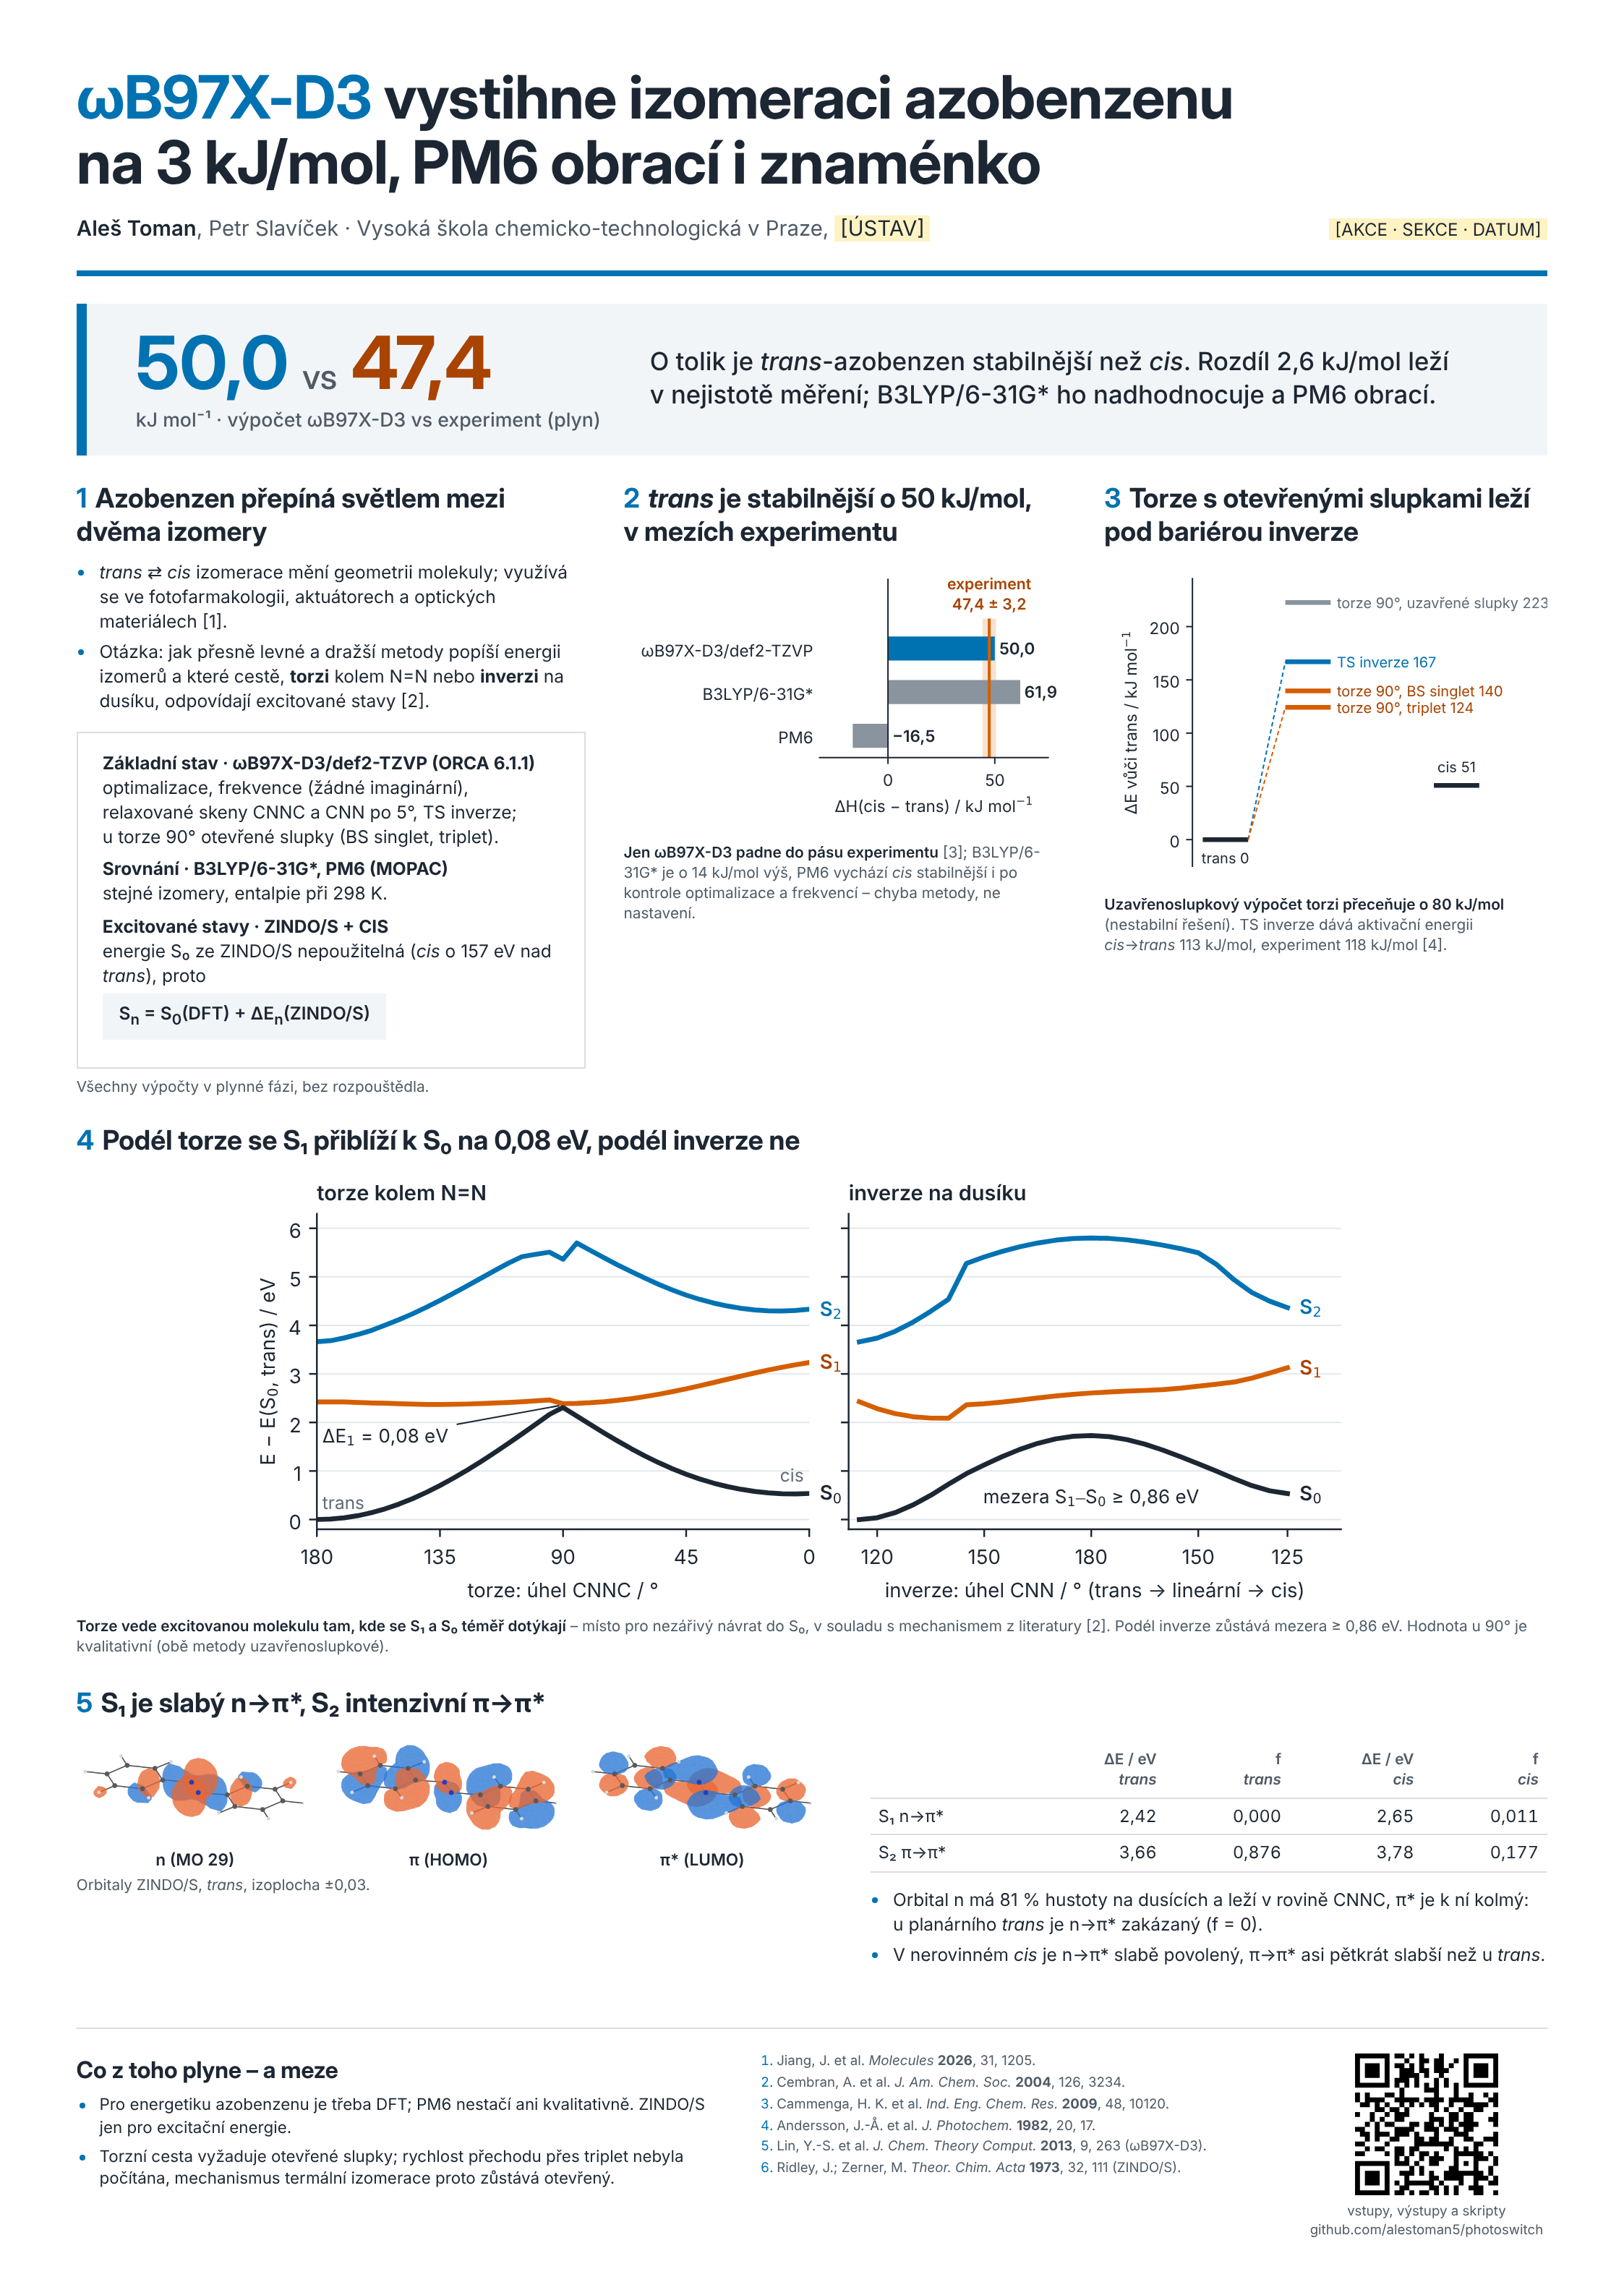 ωB97X-D3 vystihne izomeraci azobenzenu
na 3 kJ/mol, PM6 obrací i znaménko
Aleš Toman, Petr Slavíček · Vysoká škola chemicko-technologická v Praze, [ÚSTAV]
[AKCE · SEKCE · DATUM]
50,0 vs 47,4
kJ mol⁻¹ · výpočet ωB97X-D3 vs experiment (plyn)
O tolik je trans-azobenzen stabilnější než cis. Rozdíl 2,6 kJ/mol leží
v nejistotě měření; B3LYP/6-31G* ho nadhodnocuje a PM6 obrací.
1 Azobenzen přepíná světlem mezi
dvěma izomery
• trans ⇄ cis izomerace mění geometrii molekuly; využívá
se ve fotofarmakologii, aktuátorech a optických
materiálech [1].
• Otázka: jak přesně levné a dražší metody popíší energii
izomerů a které cestě, torzi kolem N=N nebo inverzi na
dusíku, odpovídají excitované stavy [2].
Základní stav · ωB97X-D3/def2-TZVP (ORCA 6.1.1)
optimalizace, frekvence (žádné imaginární),
relaxované skeny CNNC a CNN po 5°, TS inverze;
u torze 90° otevřené slupky (BS singlet, triplet).
Srovnání · B3LYP/6-31G*, PM6 (MOPAC)
stejné izomery, entalpie při 298 K.
Excitované stavy · ZINDO/S + CIS
energie S₀ ze ZINDO/S nepoužitelná (cis o 157 eV nad
trans), proto
Sn = S0(DFT) + ΔEn(ZINDO/S)
Všechny výpočty v plynné fázi, bez rozpouštědla.
2 trans je stabilnější o 50 kJ/mol,
v mezích experimentu
experiment
47,4 ± 3,2
ωB97X-D3/def2-TZVP
50,0
B3LYP/6-31G*
61,9
PM6
−16,5
0
50
ΔH(cis − trans) / kJ mol⁻¹
Jen ωB97X-D3 padne do pásu experimentu [3]; B3LYP/6-
31G* je o 14 kJ/mol výš, PM6 vychází cis stabilnější i po
kontrole optimalizace a frekvencí – chyba metody, ne
nastavení.
3 Torze s otevřenými slupkami leží
pod bariérou inverze
ΔE vůči trans / kJ mol⁻¹
200
150
100
50
0
torze 90°, uzavřené slupky 223
TS inverze 167
torze 90°, BS singlet 140
torze 90°, triplet 124
cis 51
trans 0
Uzavřenoslupkový výpočet torzi přeceňuje o 80 kJ/mol
(nestabilní řešení). TS inverze dává aktivační energii
cis→trans 113 kJ/mol, experiment 118 kJ/mol [4].
4 Podél torze se S₁ přiblíží k S₀ na 0,08 eV, podél inverze ne
torze kolem N=N
E − E(S₀, trans) / eV
6
5
4
3
2
1
0
S₂
S₁
S₀
ΔE₁ = 0,08 eV
trans
cis
180
135
90
45
0
torze: úhel CNNC / °
inverze na dusíku
S₂
S₁
S₀
mezera S₁–S₀ ≥ 0,86 eV
120
150
180
150
125
inverze: úhel CNN / ° (trans → lineární → cis)
Torze vede excitovanou molekulu tam, kde se S₁ a S₀ téměř dotýkají – místo pro nezářivý návrat do S₀, v souladu s mechanismem z literatury [2]. Podél inverze zůstává mezera ≥ 0,86 eV. Hodnota u 90° je
kvalitativní (obě metody uzavřenoslupkové).
5 S₁ je slabý n→π*, S₂ intenzivní π→π*
n (MO 29)
π (HOMO)
π* (LUMO)
Orbitaly ZINDO/S, trans, izoplocha ±0,03.
ΔE / eV f ΔE / eV f
trans trans cis cis
S₁ n→π* 2,42 0,000 2,65 0,011
S₂ π→π* 3,66 0,876 3,78 0,177
• Orbital n má 81 % hustoty na dusících a leží v rovině CNNC, π* je k ní kolmý:
u planárního trans je n→π* zakázaný (f = 0).
• V nerovinném cis je n→π* slabě povolený, π→π* asi pětkrát slabší než u trans.
Co z toho plyne – a meze
• Pro energetiku azobenzenu je třeba DFT; PM6 nestačí ani kvalitativně. ZINDO/S
jen pro excitační energie.
• Torzní cesta vyžaduje otevřené slupky; rychlost přechodu přes triplet nebyla
počítána, mechanismus termální izomerace proto zůstává otevřený.
1. Jiang, J. et al. Molecules 2026, 31, 1205.
2. Cembran, A. et al. J. Am. Chem. Soc. 2004, 126, 3234.
3. Cammenga, H. K. et al. Ind. Eng. Chem. Res. 2009, 48, 10120.
4. Andersson, J.-Å. et al. J. Photochem. 1982, 20, 17.
5. Lin, Y.-S. et al. J. Chem. Theory Comput. 2013, 9, 263 (ωB97X-D3).
6. Ridley, J.; Zerner, M. Theor. Chim. Acta 1973, 32, 111 (ZINDO/S).
vstupy, výstupy a skripty
github.com/alestoman5/photoswitch